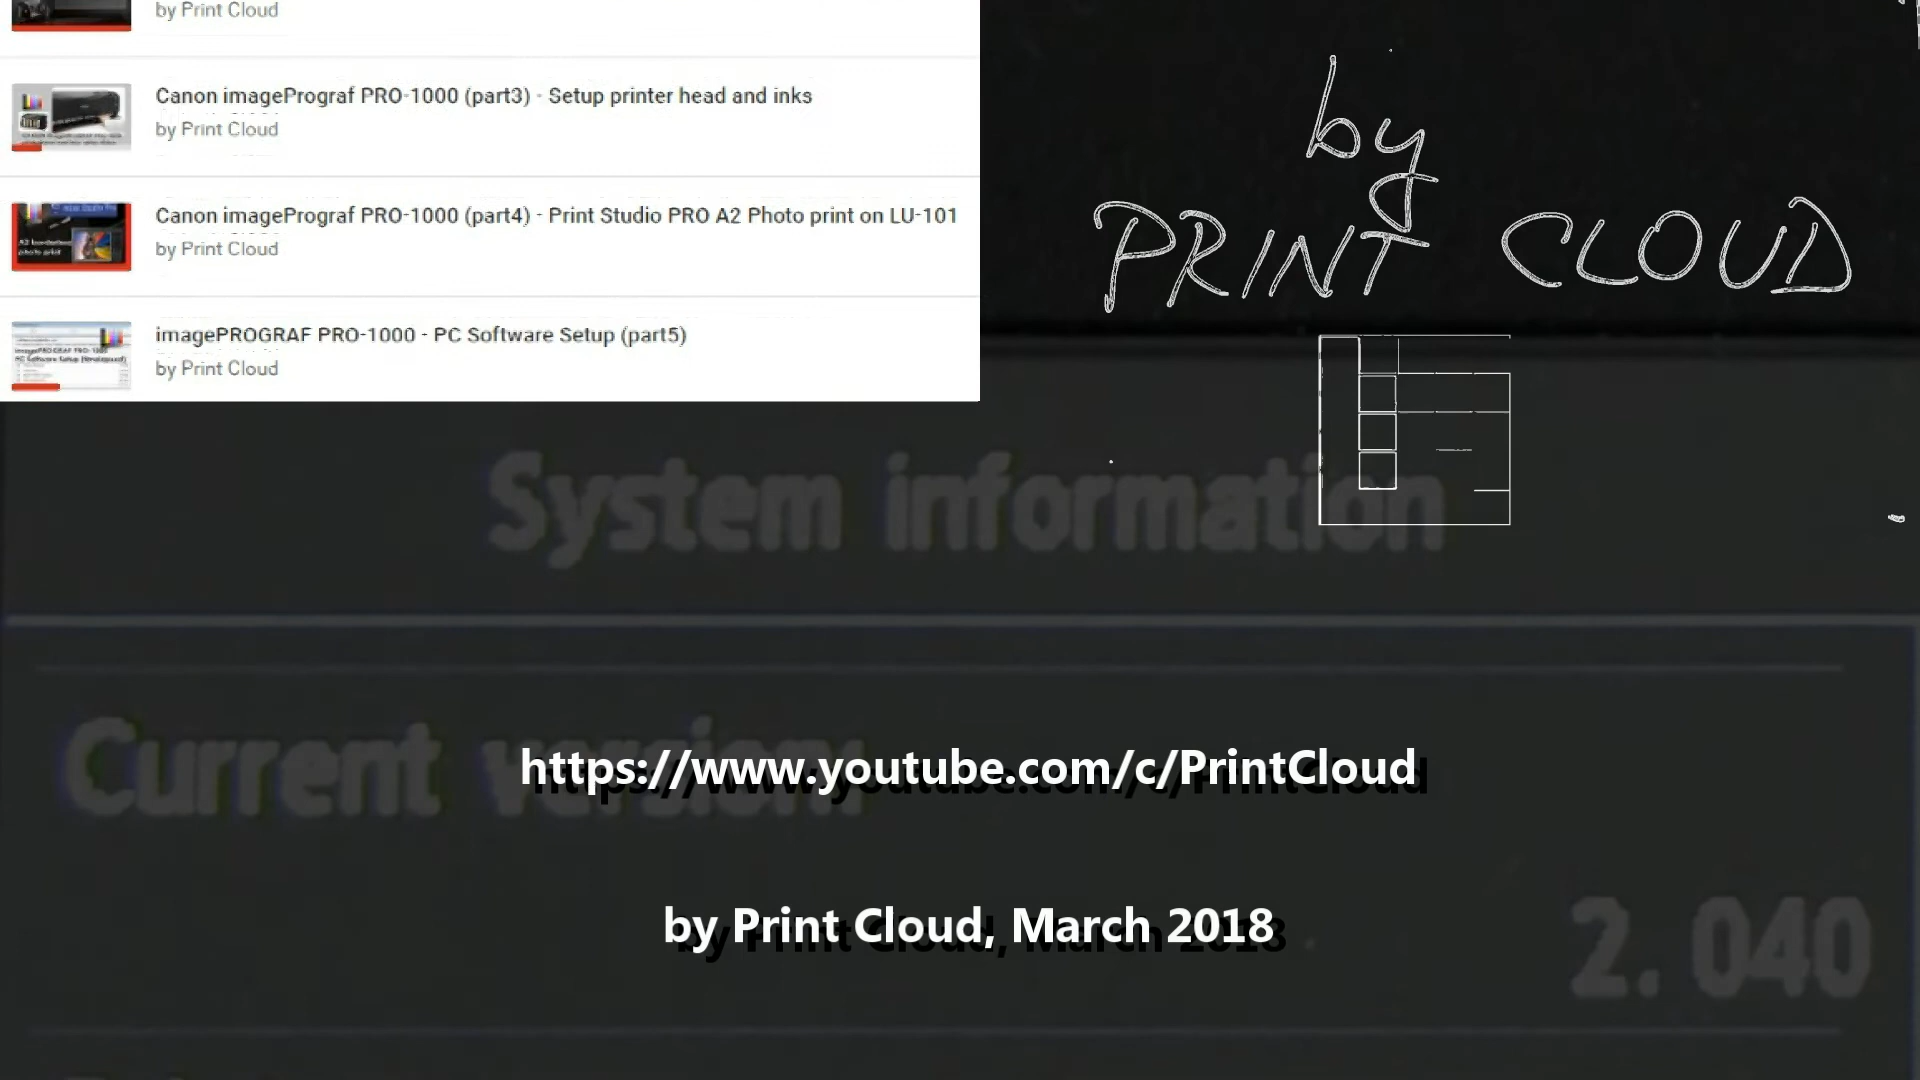 by Print Cloud
Canon imagePrograf PRO-1000 (part3) - Setup printer head and inks
by Print Cloud
Canon imagePrograf PRO-1000 (part4) - Print Studio PRO A2 Photo print on LU-101
by Print Cloud
imagePROGRAF PRO-1000 - PC Software Setup (part5)
by Print Cloud
by
PRINT CLOUD
System information
Current version:
https://www.youtube.com/c/PrintCloud
by Print Cloud, March 2018
2.040